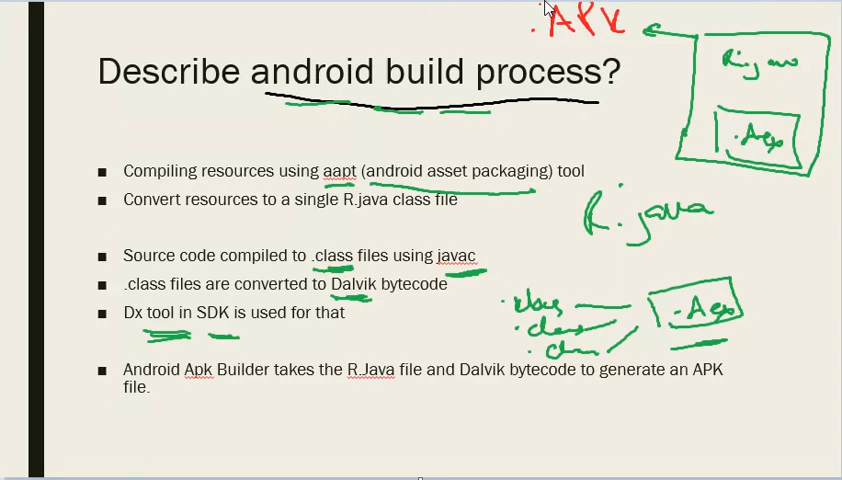 .APK
R.java
.dex
Describe android build process?
Compiling resources using aapt (android asset packaging) tool
Convert resources to a single R.java class file
R.java
Source code compiled to .class files using javac
.class files are converted to Dalvik bytecode
Dx tool in SDK is used for that
.class
.class
.class
.dex
Android Apk Builder takes the R.Java file and Dalvik bytecode to generate an APK
file.